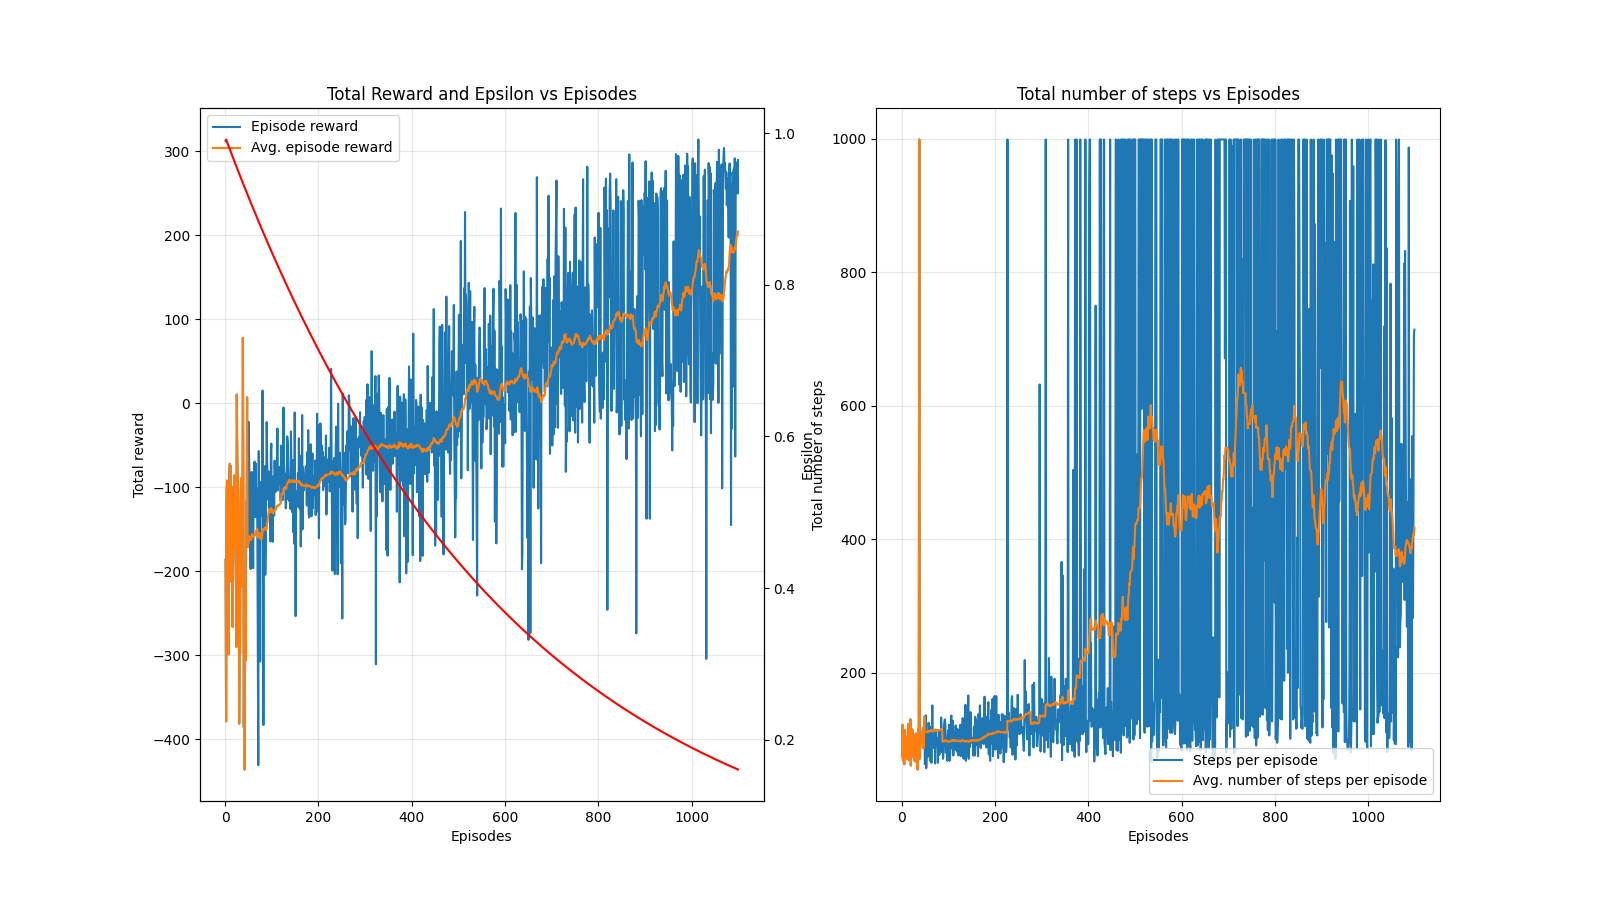 Total Reward and Epsilon vs Episodes
Episode reward
Avg. episode reward
300
200
100
0
−100
−200
−300
−400
Total reward
0
200
400
600
800
1000
Episodes
1.0
0.8
0.6
0.4
0.2
Epsilon
Total number of steps vs Episodes
1000
800
600
400
200
Total number of steps
0
200
400
600
800
1000
Episodes
Steps per episode
Avg. number of steps per episode